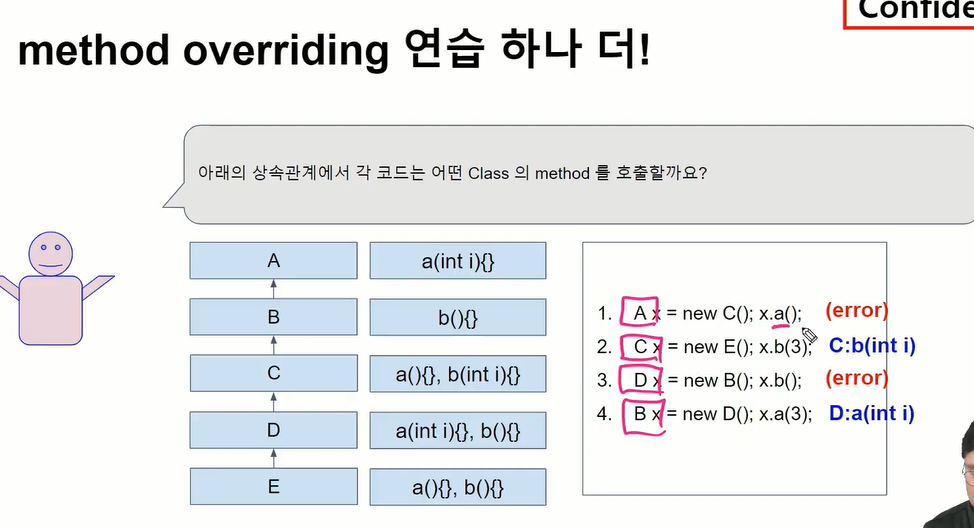 Confide
method overriding 연습 하나 더!
아래의 상속관계에서 각 코드는 어떤 Class 의 method 를 호출할까요?
A a(int i){}
B b(){}
C a(){}, b(int i){}
D a(int i){}, b(){}
E a(){}, b(){}
1. A x = new C(); x.a(); (error)
2. C x = new E(); x.b(3); C:b(int i)
3. D x = new B(); x.b(); (error)
4. B x = new D(); x.a(3); D:a(int i)